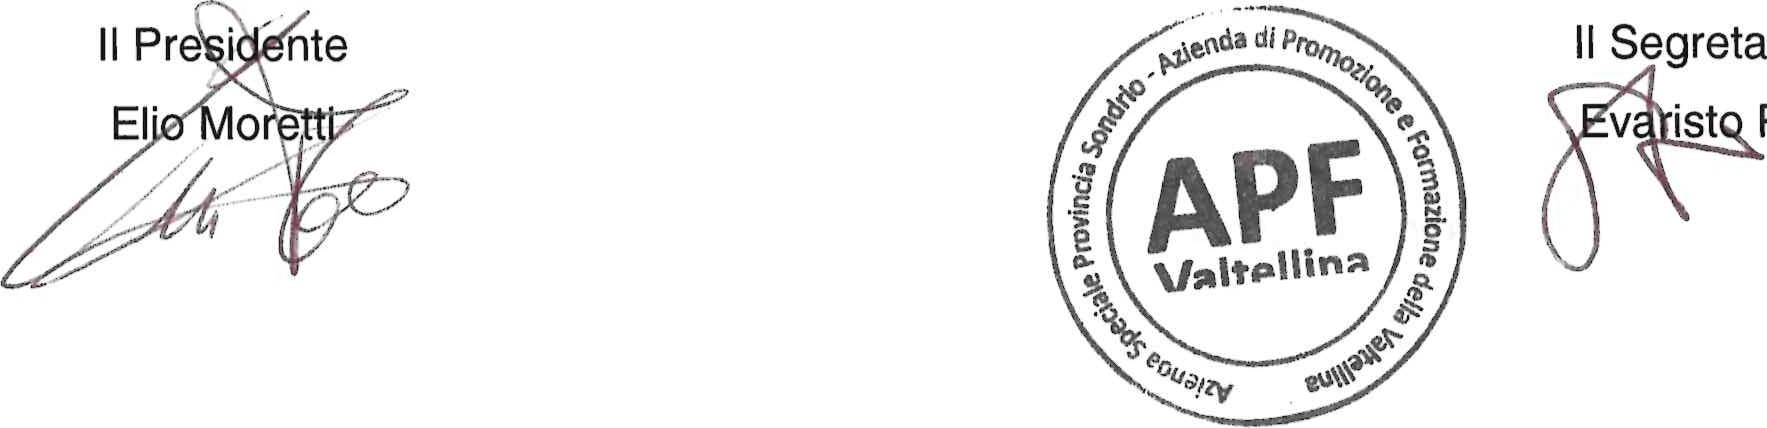 Il Presidente
Elio Moretti
Azienda Speciale Provincia Sondrio - Azienda di Promozione e Formazione della Valtellina
APF
Valtellina
Il Segreta
Evaristo P